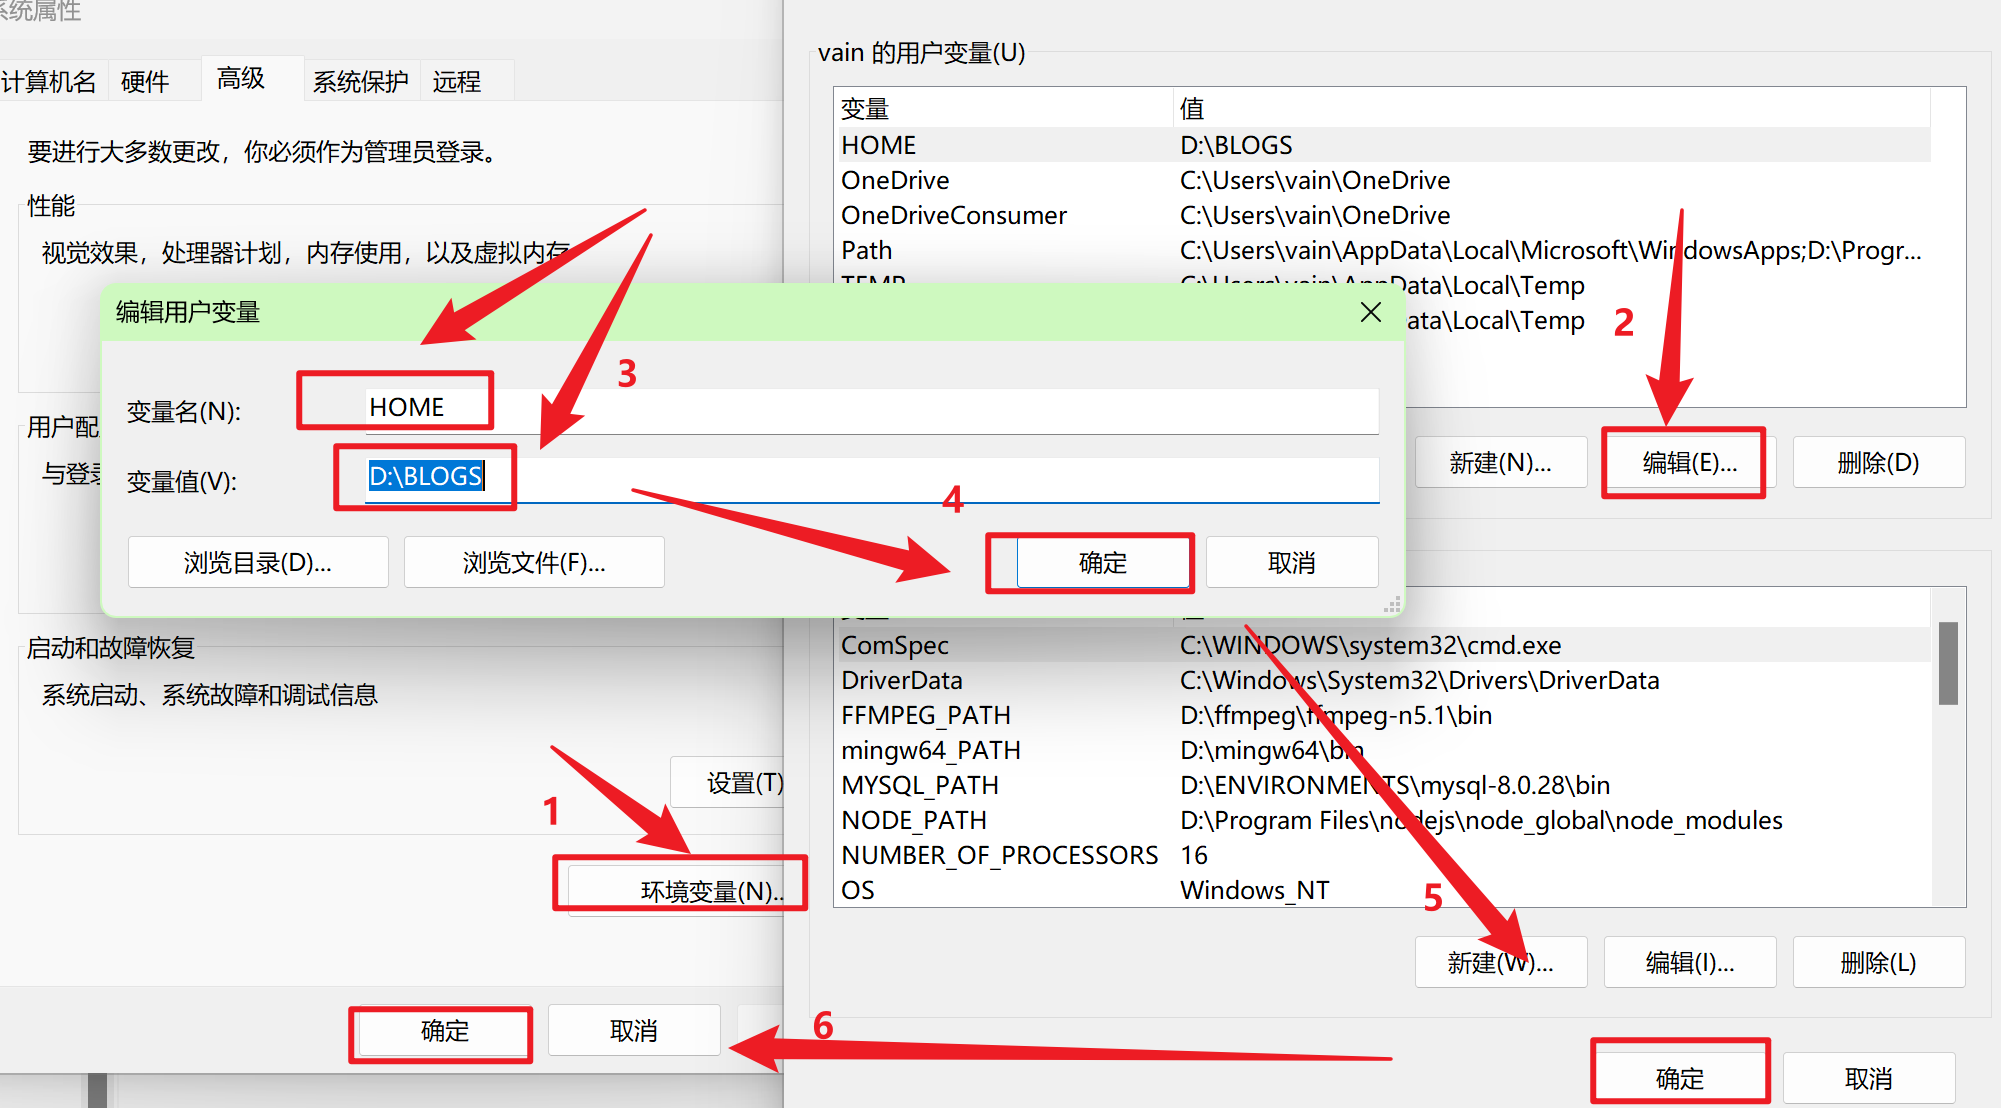 系统属性
计算机名
硬件
高级
系统保护
远程
要进行大多数更改，你必须作为管理员登录。
性能
视觉效果，处理器计划，内存使用，以及虚拟内存
用户配
与登录
启动和故障恢复
系统启动、系统故障和调试信息
设置(T)
1
环境变量(N)..
确定
取消
6
编辑用户变量
变量名(N):
HOME
3
变量值(V):
D:\BLOGS
4
浏览目录(D)...
浏览文件(F)...
确定
取消
vain 的用户变量(U)
变量 值
HOME D:\BLOGS
OneDrive C:\Users\vain\OneDrive
OneDriveConsumer C:\Users\vain\OneDrive
Path C:\Users\vain\AppData\Local\Microsoft\WindowsApps;D:\Progr...
TEMP C:\Users\vain\AppData\Local\Temp
ata\Local\Temp
2
新建(N)...
编辑(E)...
删除(D)
变量 值
ComSpec C:\WINDOWS\system32\cmd.exe
DriverData C:\Windows\System32\Drivers\DriverData
FFMPEG_PATH D:\ffmpeg\ffmpeg-n5.1\bin
mingw64_PATH D:\mingw64\bin
MYSQL_PATH D:\ENVIRONMENTS\mysql-8.0.28\bin
NODE_PATH D:\Program Files\nodejs\node_global\node_modules
NUMBER_OF_PROCESSORS 16
OS Windows_NT
5
新建(W)...
编辑(I)...
删除(L)
确定
取消